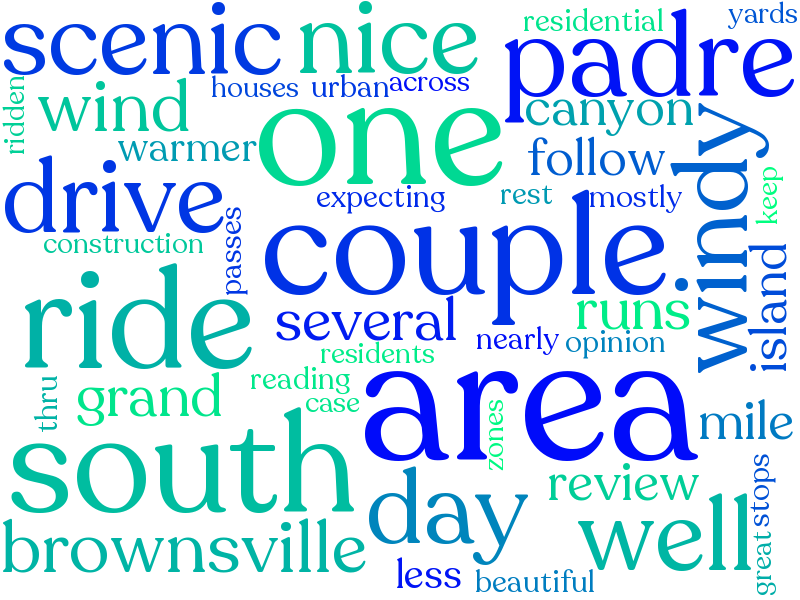 scenic
nice
residential
yards
padre
houses
urban
across
ridden
wind
one
canyon
warmer
follow
windy
drive
expecting
rest
mostly
keep
construction
passes
couple
island
ride
several
runs
nearly
opinion
residents
reading
case
grand
thru
area
zones
mile
south
day
review
stops
well
great
brownsville
less
beautiful